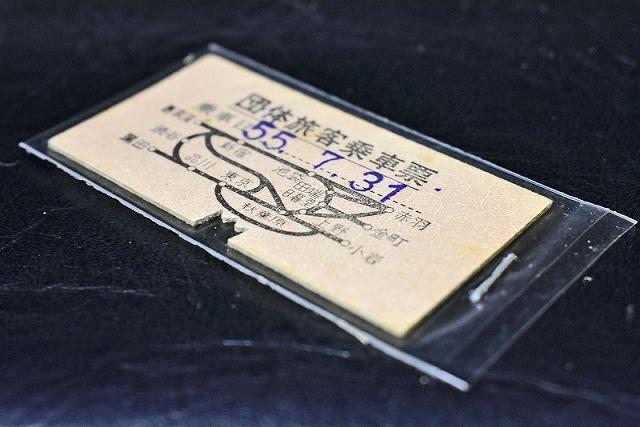 団体旅客乗車票
乗車日
55.7.31
渋谷
新宿
池袋
田端
赤羽
蒲田
品川
東京
日暮里
上野
金町
秋葉原
小岩